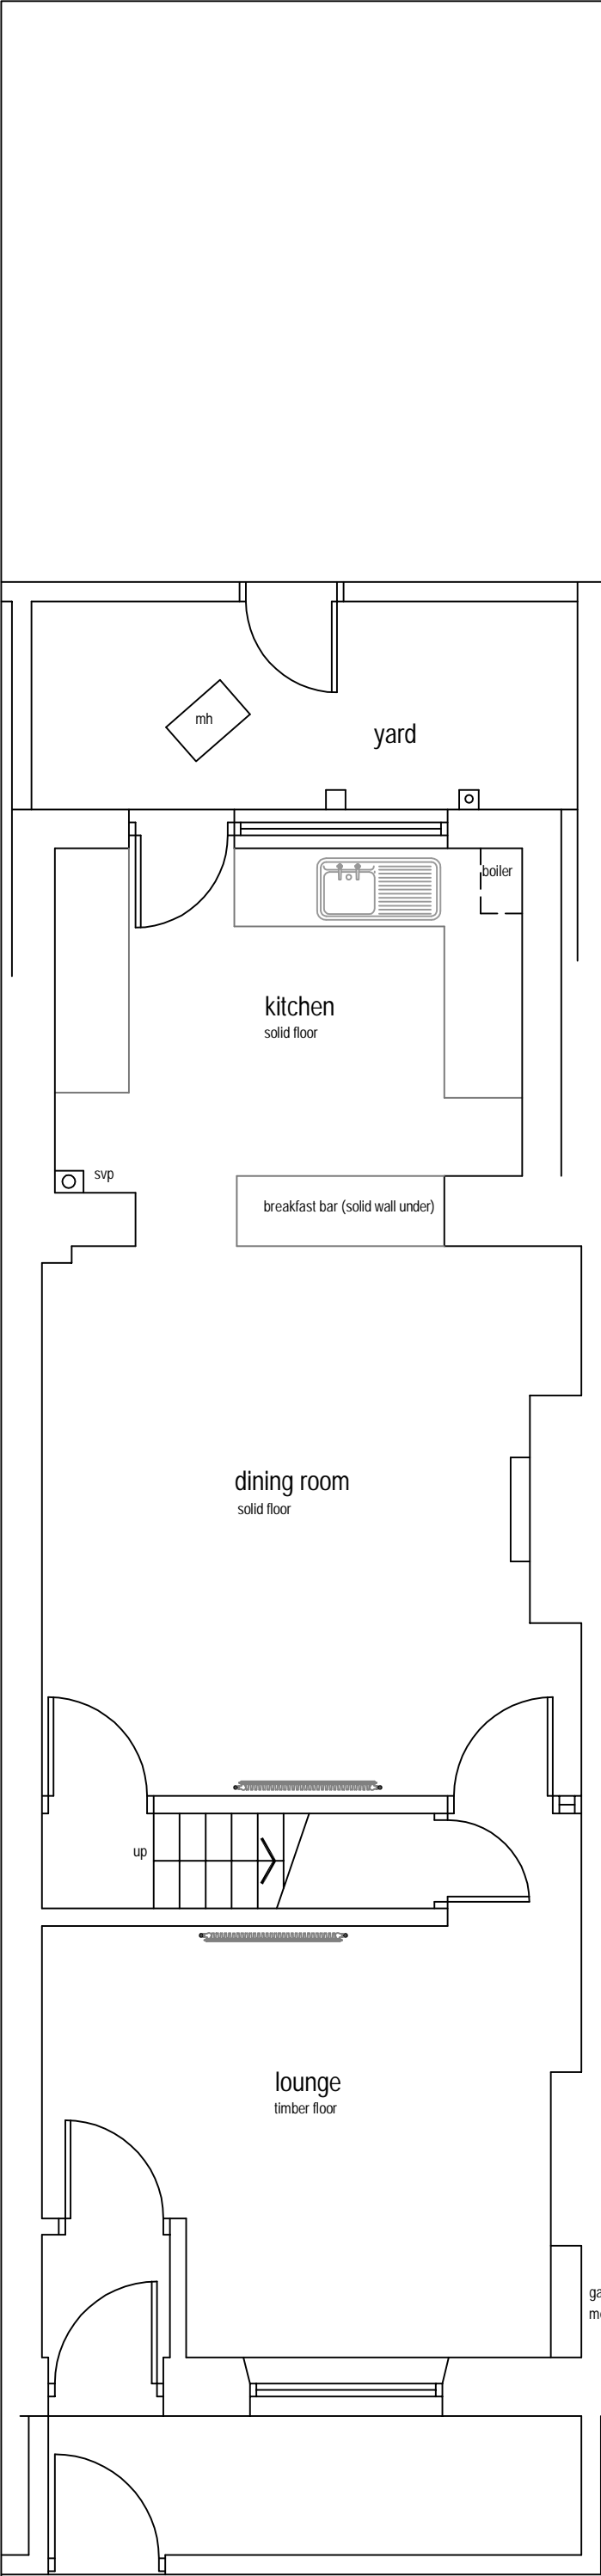 mh
yard
boiler
kitchen
solid floor
svp
breakfast bar (solid wall under)
dining room
solid floor
up
lounge
timber floor
ga